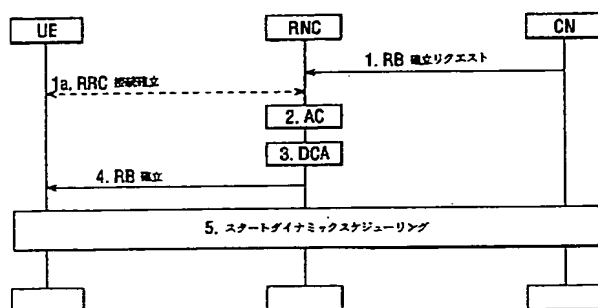 UE
RNC
CN
1. RB 確立リクエスト
1a. RRC 接続確立
2. AC
3. DCA
4. RB 確立
5. スタートダイナミックスケジューリング